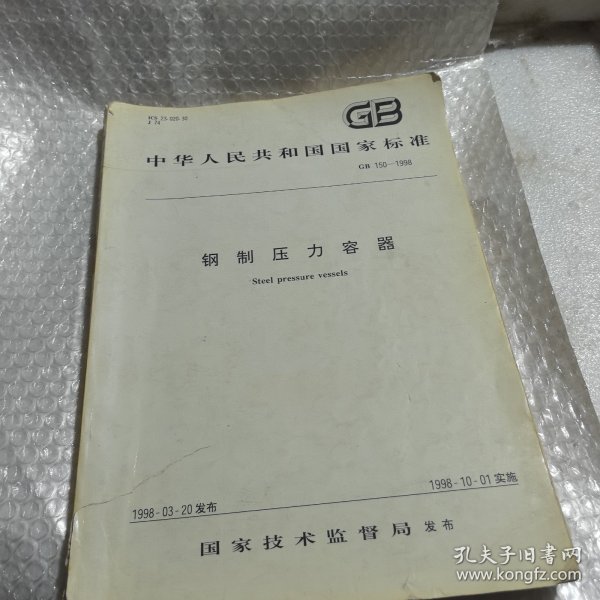 ICS 23-020-30
J 74
GB
中华人民共和国国家标准
GB 150—1998
钢制压力容器
Steel pressure vessels
1998-03-20发布
1998-10-01实施
国家技术监督局 发布
孔夫子旧书网
www.kongfz.com